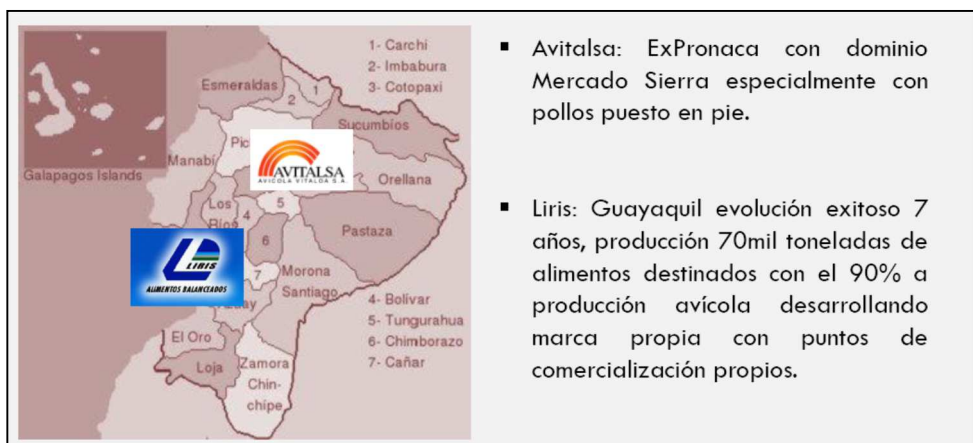 1- Carchi
2- Imbabura
3- Cotopaxi
Esmeraldas
2
1
Sucumbíos
Manabí
AVITALSA
AVICOLA VITALOA S.A.
Galapagos Islands
Orellana
Los
Ríos
4
5
6
Pastaza
LIRIS
ALIMENTOS BALANCEADOS
7
Morona
Santiago
4- Bolívar
5- Tungurahua
6- Chimborazo
7- Cañar
El Oro
Loja
Zamora
Chin-
chipe
▪ Avitalsa: ExPronaca con dominio
Mercado Sierra especialmente con
pollos puesto en pie.
▪ Liris: Guayaquil evolución exitoso 7
años, producción 70mil toneladas de
alimentos destinados con el 90% a
producción avícola desarrollando
marca propia con puntos de
comercialización propios.